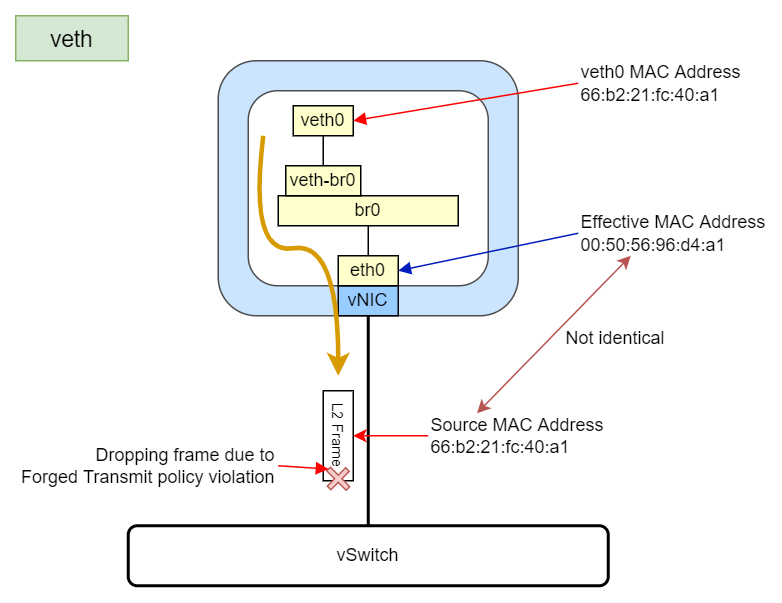 veth
veth0 MAC Address
66:b2:21:fc:40:a1
veth0
veth-br0
br0
Effective MAC Address
00:50:56:96:d4:a1
eth0
vNIC
Not identical
L2 Frame
Source MAC Address
66:b2:21:fc:40:a1
Dropping frame due to
Forged Transmit policy violation
vSwitch